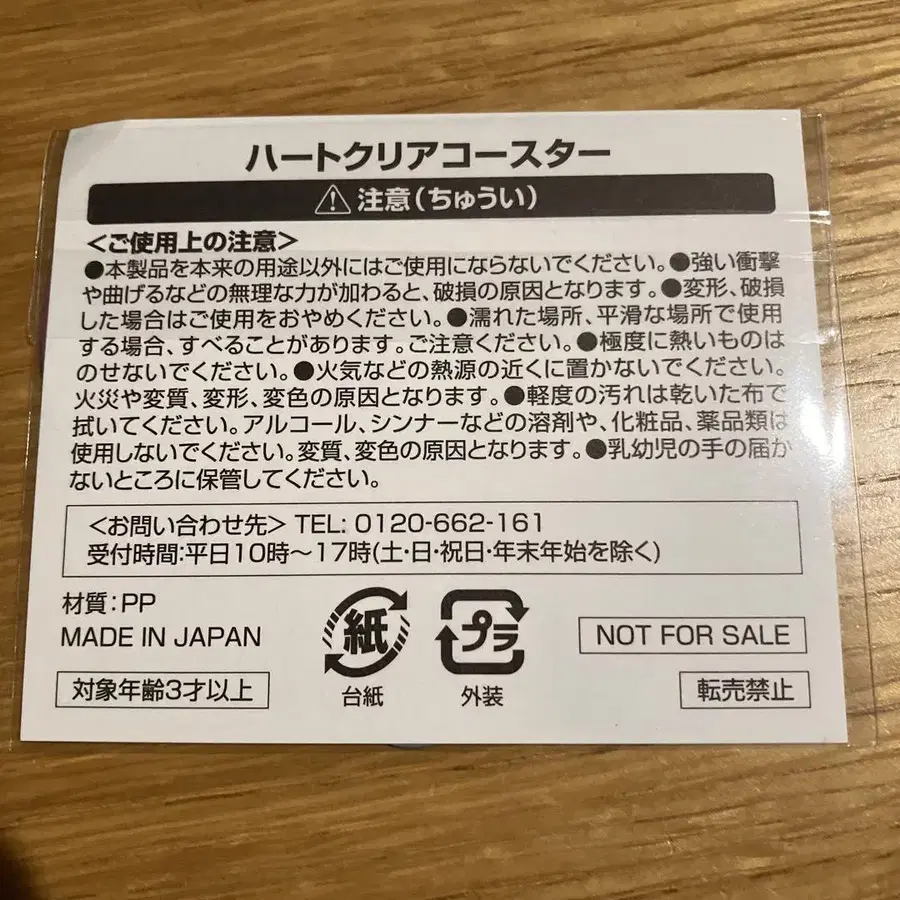 ハートクリアコースター
注意(ちゅうい)
＜ご使用上の注意＞
●本製品を本来の用途以外にはご使用にならないでください。●強い衝撃
や曲げるなどの無理な力が加わると、破損の原因となります。●変形、破損
した場合はご使用をおやめください。●濡れた場所、平滑な場所で使用
する場合、すべることがあります。ご注意ください。●極度に熱いものは
のせないでください。●火気などの熱源の近くに置かないでください。
火災や変質、変形、変色の原因となります。●軽度の汚れは乾いた布で
拭いてください。アルコール、シンナーなどの溶剤や、化粧品、薬品類は
使用しないでください。変質、変色の原因となります。●乳幼児の手の届か
ないところに保管してください。
＜お問い合わせ先＞ TEL: 0120-662-161
受付時間:平日10時～17時(土・日・祝日・年末年始を除く)
材質：PP
MADE IN JAPAN
対象年齢3才以上
紙
台紙
プラ
外装
NOT FOR SALE
転売禁止